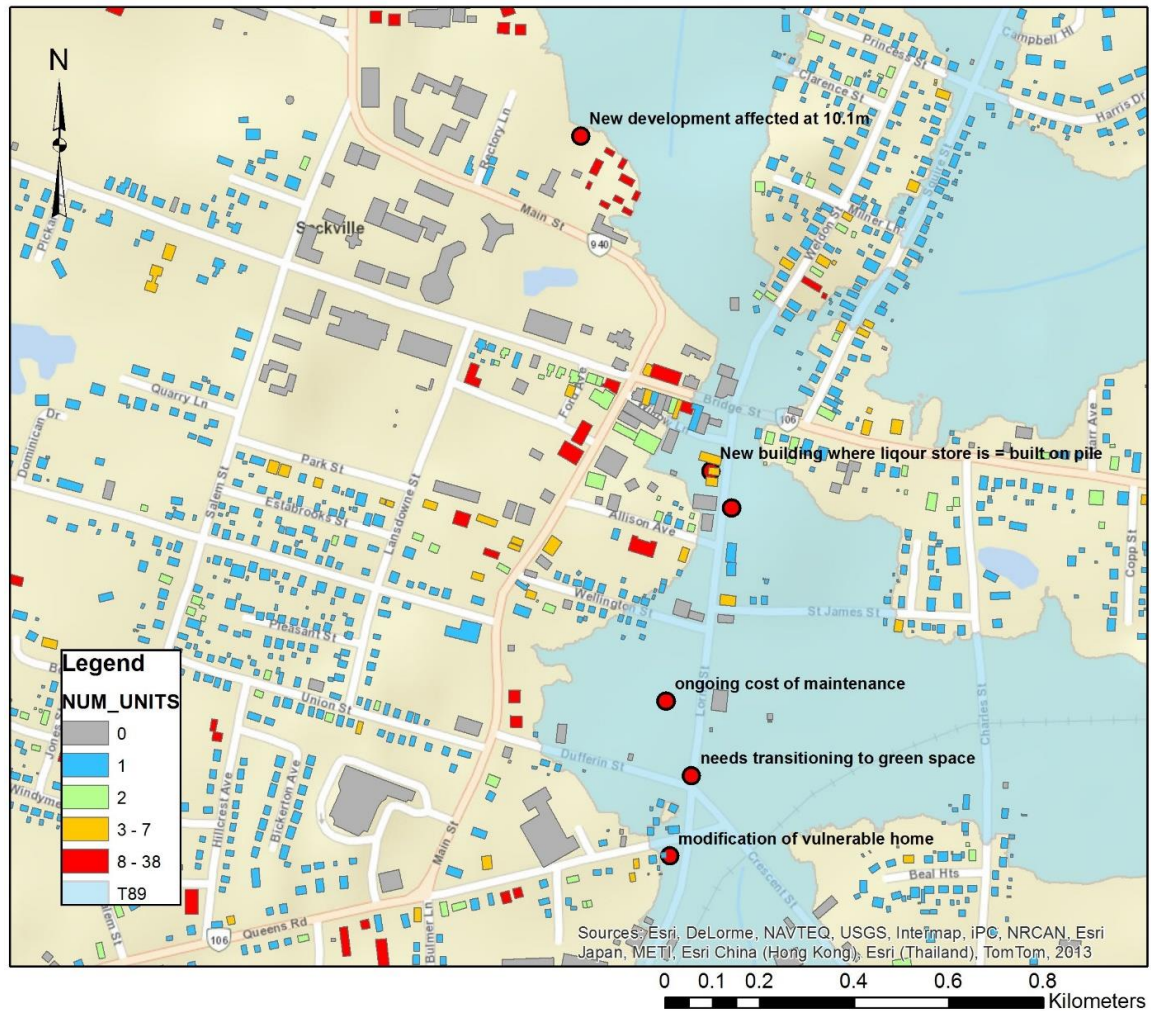 N
Princess St
Campbell Hl
Clarence St
Harris Dr
Squire St
New development affected at 10.1m
Rectory Ln
Main St
940
Sackville
Milner Ln
Weldon St
Quarry Ln
Ford Ave
Bridge St
106
Dominican Dr
New building where liqour store is = built on pile
Park St
Salem St
Estabrooks St
Lansdowne St
Allison Ave
Copp St
Wellington St
St James St
Pleasant St
Legend
NUM_UNITS
0
1
2
3 - 7
8 - 38
T89
Union St
ongoing cost of maintenance
Lorne St
Charles St
Dufferin St
needs transitioning to green space
Jones St
Hillcrest Ave
Bickerton Ave
Main St
modification of vulnerable home
Crescent St
Beal Hts
Queens Rd
106
Bulmer Ln
Sources: Esri, DeLorme, NAVTEQ, USGS, Intermap, iPC, NRCAN, Esri
Japan, METI, Esri China (Hong Kong), Esri (Thailand), TomTom, 2013
0 0.1 0.2 0.4 0.6 0.8
Kilometers